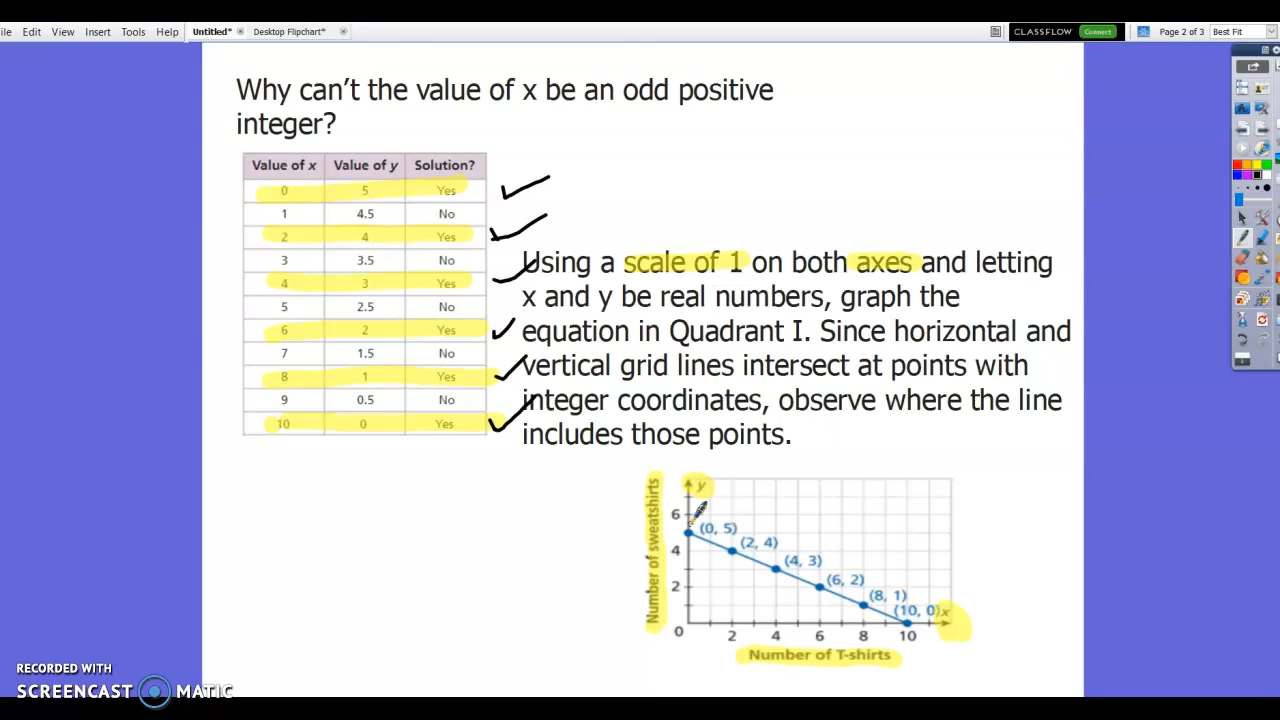 ile Edit View Insert Tools Help Untitled* Desktop Flipchart* CLASSFLOW Connect Page 2 of 3 Best Fit
Why can't the value of x be an odd positive
integer?
Value of x Value of y Solution?
0 5 Yes
1 4.5 No
2 4 Yes
3 3.5 No
4 3 Yes
5 2.5 No
6 2 Yes
7 1.5 No
8 1 Yes
9 0.5 No
10 0 Yes
Using a scale of 1 on both axes and letting
x and y be real numbers, graph the
equation in Quadrant I. Since horizontal and
vertical grid lines intersect at points with
integer coordinates, observe where the line
includes those points.
Number of sweatshirts
y
6
4
2
0
(0, 5)
(2, 4)
(4, 3)
(6, 2)
(8, 1)
(10, 0) x
2 4 6 8 10
Number of T-shirts
RECORDED WITH
SCREENCAST MATIC